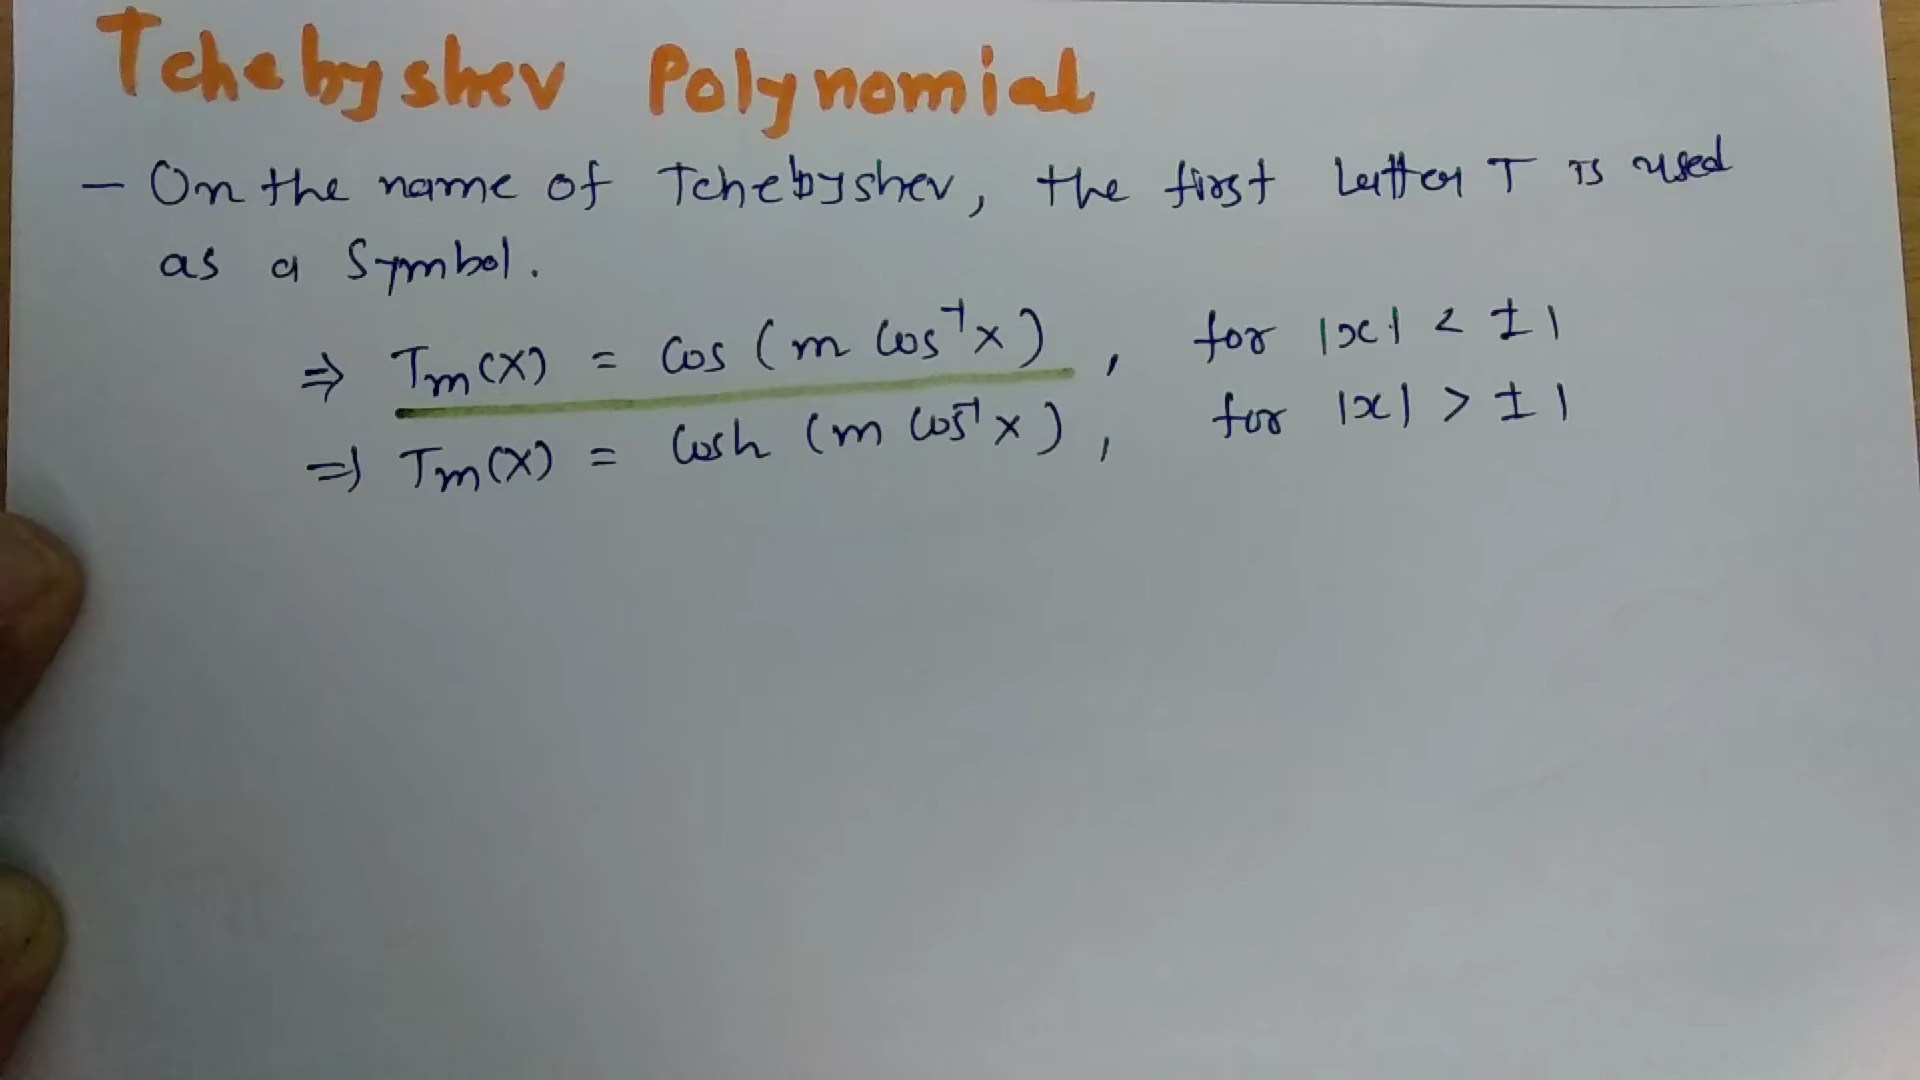 Tchebyshev Polynomial
– On the name of Tchebyshev, the first Letter T is used
as a Symbol.
⇒ Tm(x) = Cos (m Cos⁻¹x) , for |x| < ±1
⇒ Tm(x) = Cosh (m Cos⁻¹x) , for |x| > ±1